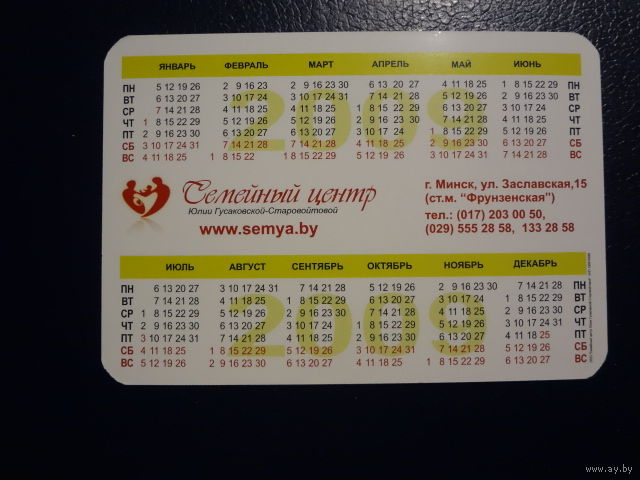 ЯНВАРЬ ФЕВРАЛЬ МАРТ АПРЕЛЬ МАЙ ИЮНЬ
ПН 5 12 19 26 2 9 16 23 2 9 16 23 30 6 13 20 27 4 11 18 25 1 8 15 22 29 ПН
ВТ 6 13 20 27 3 10 17 24 3 10 17 24 31 7 14 21 28 5 12 19 26 2 9 16 23 30 ВТ
СР 7 14 21 28 4 11 18 25 4 11 18 25 1 8 15 22 29 6 13 20 27 3 10 17 24 СР
ЧТ 1 8 15 22 29 5 12 19 26 5 12 19 26 2 9 16 23 30 7 14 21 28 4 11 18 25 ЧТ
ПТ 2 9 16 23 30 6 13 20 27 6 13 20 27 3 10 17 24 1 8 15 22 29 5 12 19 26 ПТ
СБ 3 10 17 24 31 7 14 21 28 7 14 21 28 4 11 18 25 2 9 16 23 30 6 13 20 27 СБ
ВС 4 11 18 25 1 8 15 22 1 8 15 22 29 5 12 19 26 3 10 17 24 31 7 14 21 28 ВС
2009
Семейный центр
Юлии Гусаковской-Старовойтовой
www.semya.by
г. Минск, ул. Заславская,15
(ст.м. “Фрунзенская”)
тел.: (017) 203 00 50,
(029) 555 28 58, 133 28 58
ИЮЛЬ АВГУСТ СЕНТЯБРЬ ОКТЯБРЬ НОЯБРЬ ДЕКАБРЬ
ПН 6 13 20 27 3 10 17 24 31 7 14 21 28 5 12 19 26 2 9 16 23 30 7 14 21 28 ПН
ВТ 7 14 21 28 4 11 18 25 1 8 15 22 29 6 13 20 27 3 10 17 24 1 8 15 22 29 ВТ
СР 1 8 15 22 29 5 12 19 26 2 9 16 23 30 7 14 21 28 4 11 18 25 2 9 16 23 30 СР
ЧТ 2 9 16 23 30 6 13 20 27 3 10 17 24 1 8 15 22 29 5 12 19 26 3 10 17 24 31 ЧТ
ПТ 3 10 17 24 31 7 14 21 28 4 11 18 25 2 9 16 23 30 6 13 20 27 4 11 18 25 ПТ
СБ 4 11 18 25 1 8 15 22 29 5 12 19 26 3 10 17 24 31 7 14 21 28 5 12 19 26 СБ
ВС 5 12 19 26 2 9 16 23 30 6 13 20 27 4 11 18 25 1 8 15 22 29 6 13 20 27 ВС
2009
www.ay.by